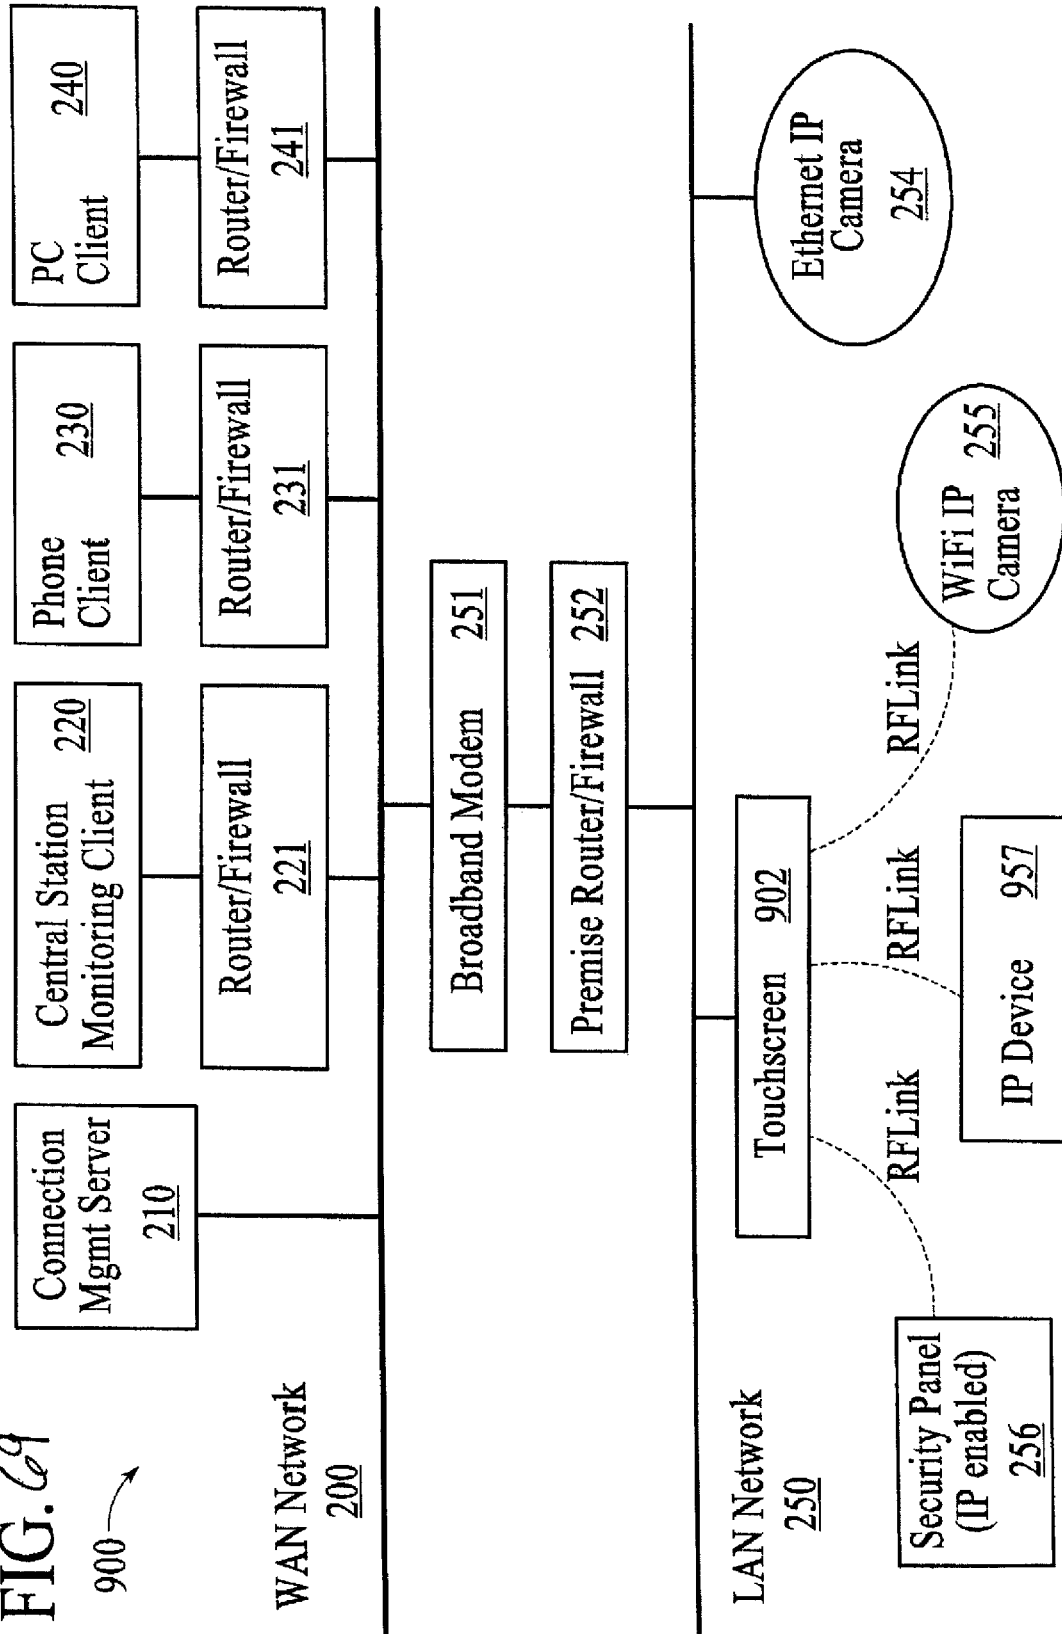 FIG. 69
900
Connection
Mgmt Server
210
Central Station
Monitoring Client
220
Phone
Client
230
PC
Client
240
Router/Firewall
221
Router/Firewall
231
Router/Firewall
241
WAN Network
200
Broadband Modem 251
Premise Router/Firewall 252
LAN Network
250
Touchscreen 902
Ethernet IP
Camera
254
RFLink
RFLink
RFLink
Security Panel
(IP enabled)
256
IP Device 957
WiFi IP
Camera
255